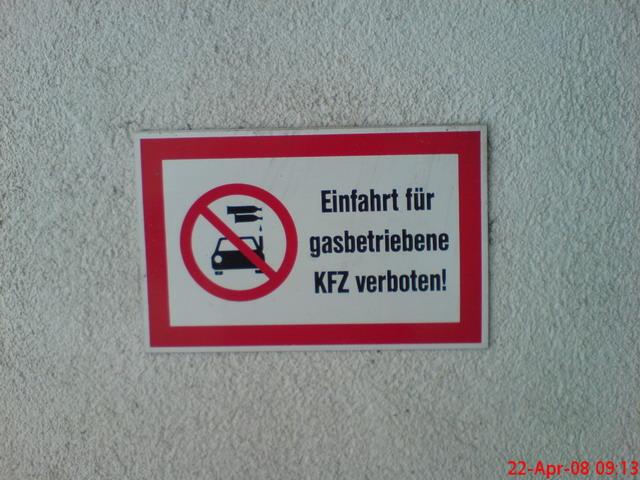 Einfahrt für
gasbetriebene
KFZ verboten!
22-Apr-08 09:13